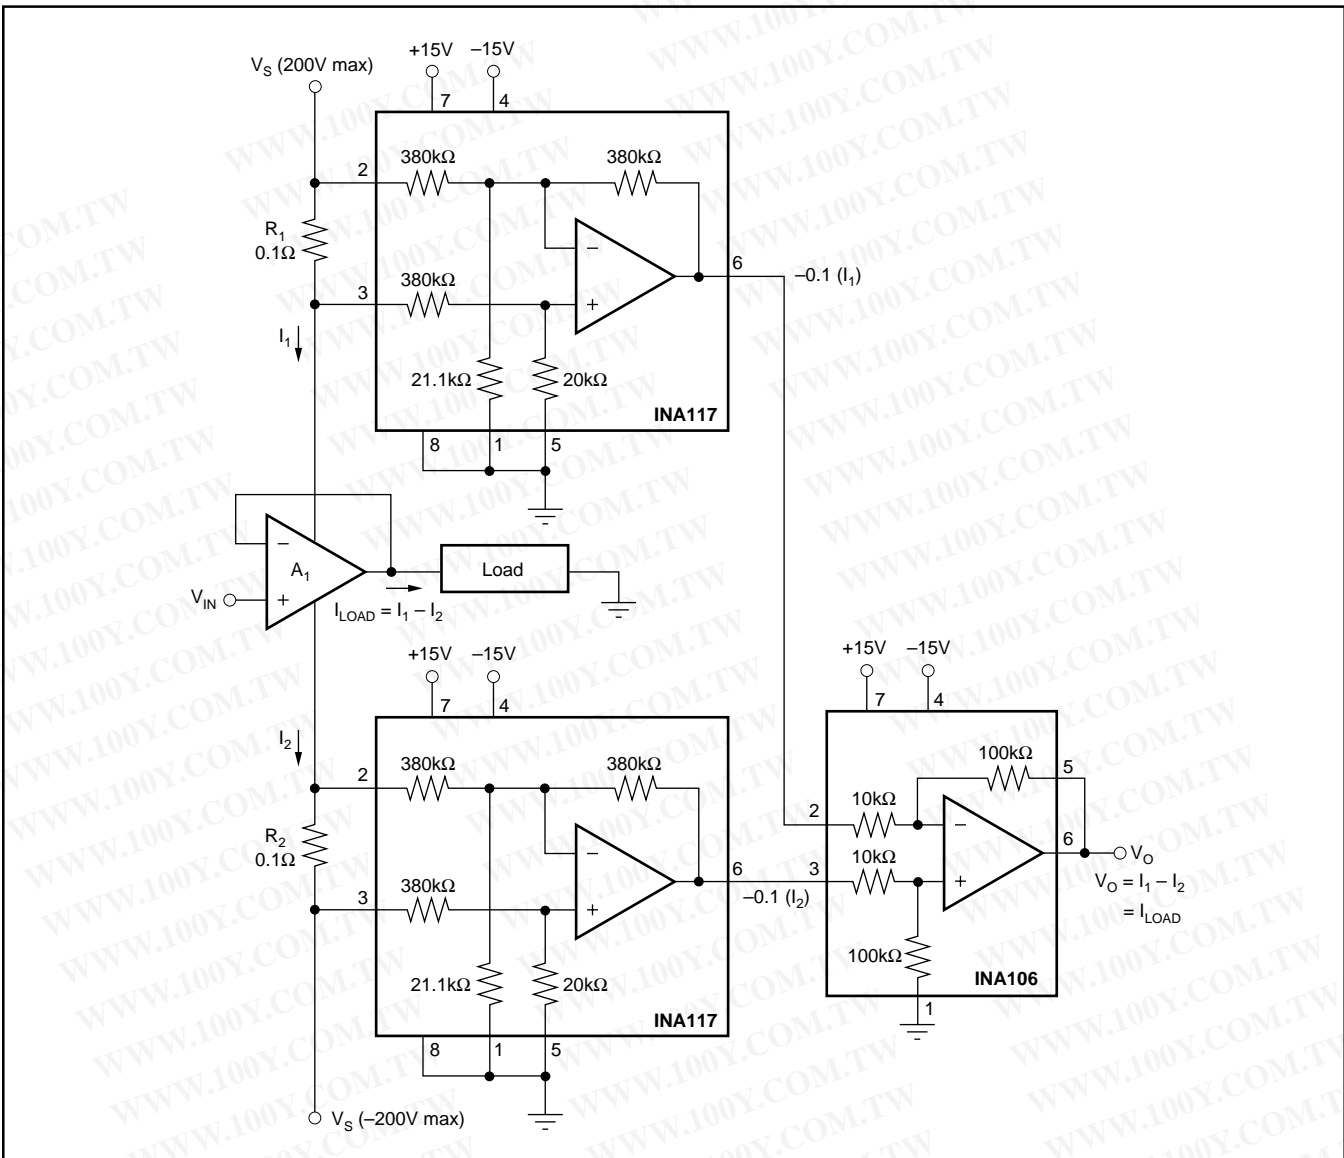 +15V –15V
V_S (200V max)
7 4
2 380kΩ 380kΩ
R_1
0.1Ω
–
6
–0.1 (I_1)
3 380kΩ
+
I_1
21.1kΩ 20kΩ
INA117
8 1 5
–
A_1
Load
V_IN
+
I_LOAD = I_1 – I_2
+15V –15V
7 4
+15V –15V
7 4
I_2
2 380kΩ 380kΩ
100kΩ 5
2 10kΩ
–
R_2
0.1Ω
–
6
–0.1 (I_2)
3 10kΩ
+
6
V_O
V_O = I_1 – I_2
= I_LOAD
3 380kΩ
+
100kΩ
INA106
1
21.1kΩ 20kΩ
INA117
8 1 5
V_S (–200V max)
WWW.100Y.COM.TW